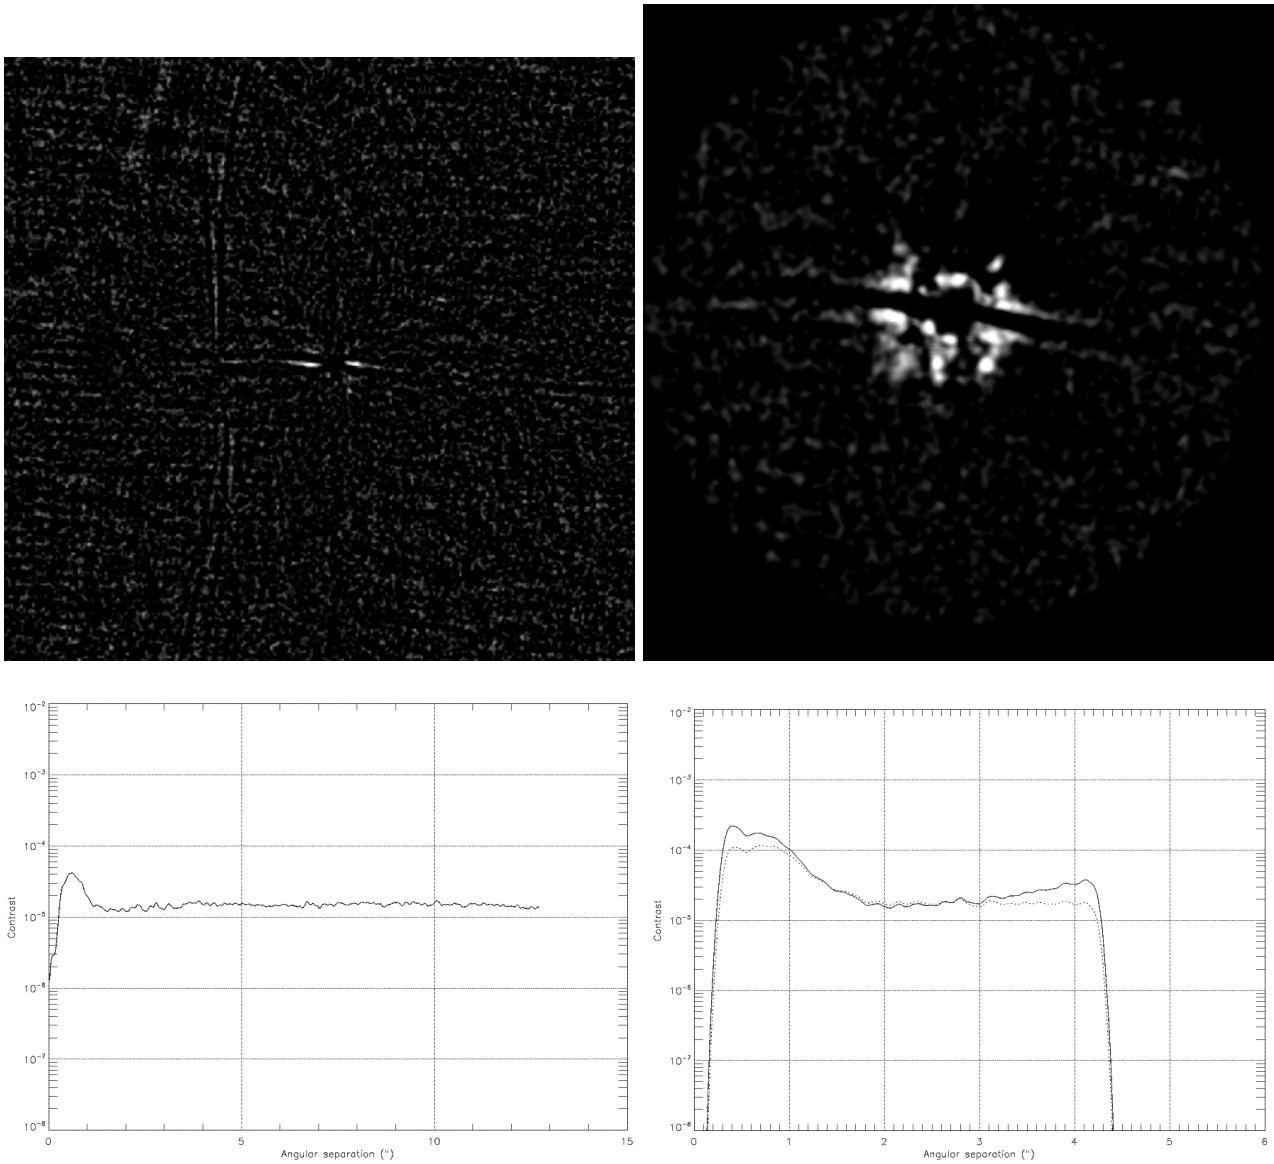 10⁻²
10⁻³
10⁻⁴
10⁻⁵
10⁻⁶
10⁻⁷
10⁻⁸
Contrast
0 5 10 15
Angular separation (")
10⁻²
10⁻³
10⁻⁴
10⁻⁵
10⁻⁶
10⁻⁷
10⁻⁸
Contrast
0 1 2 3 4 5 6
Angular separation (")